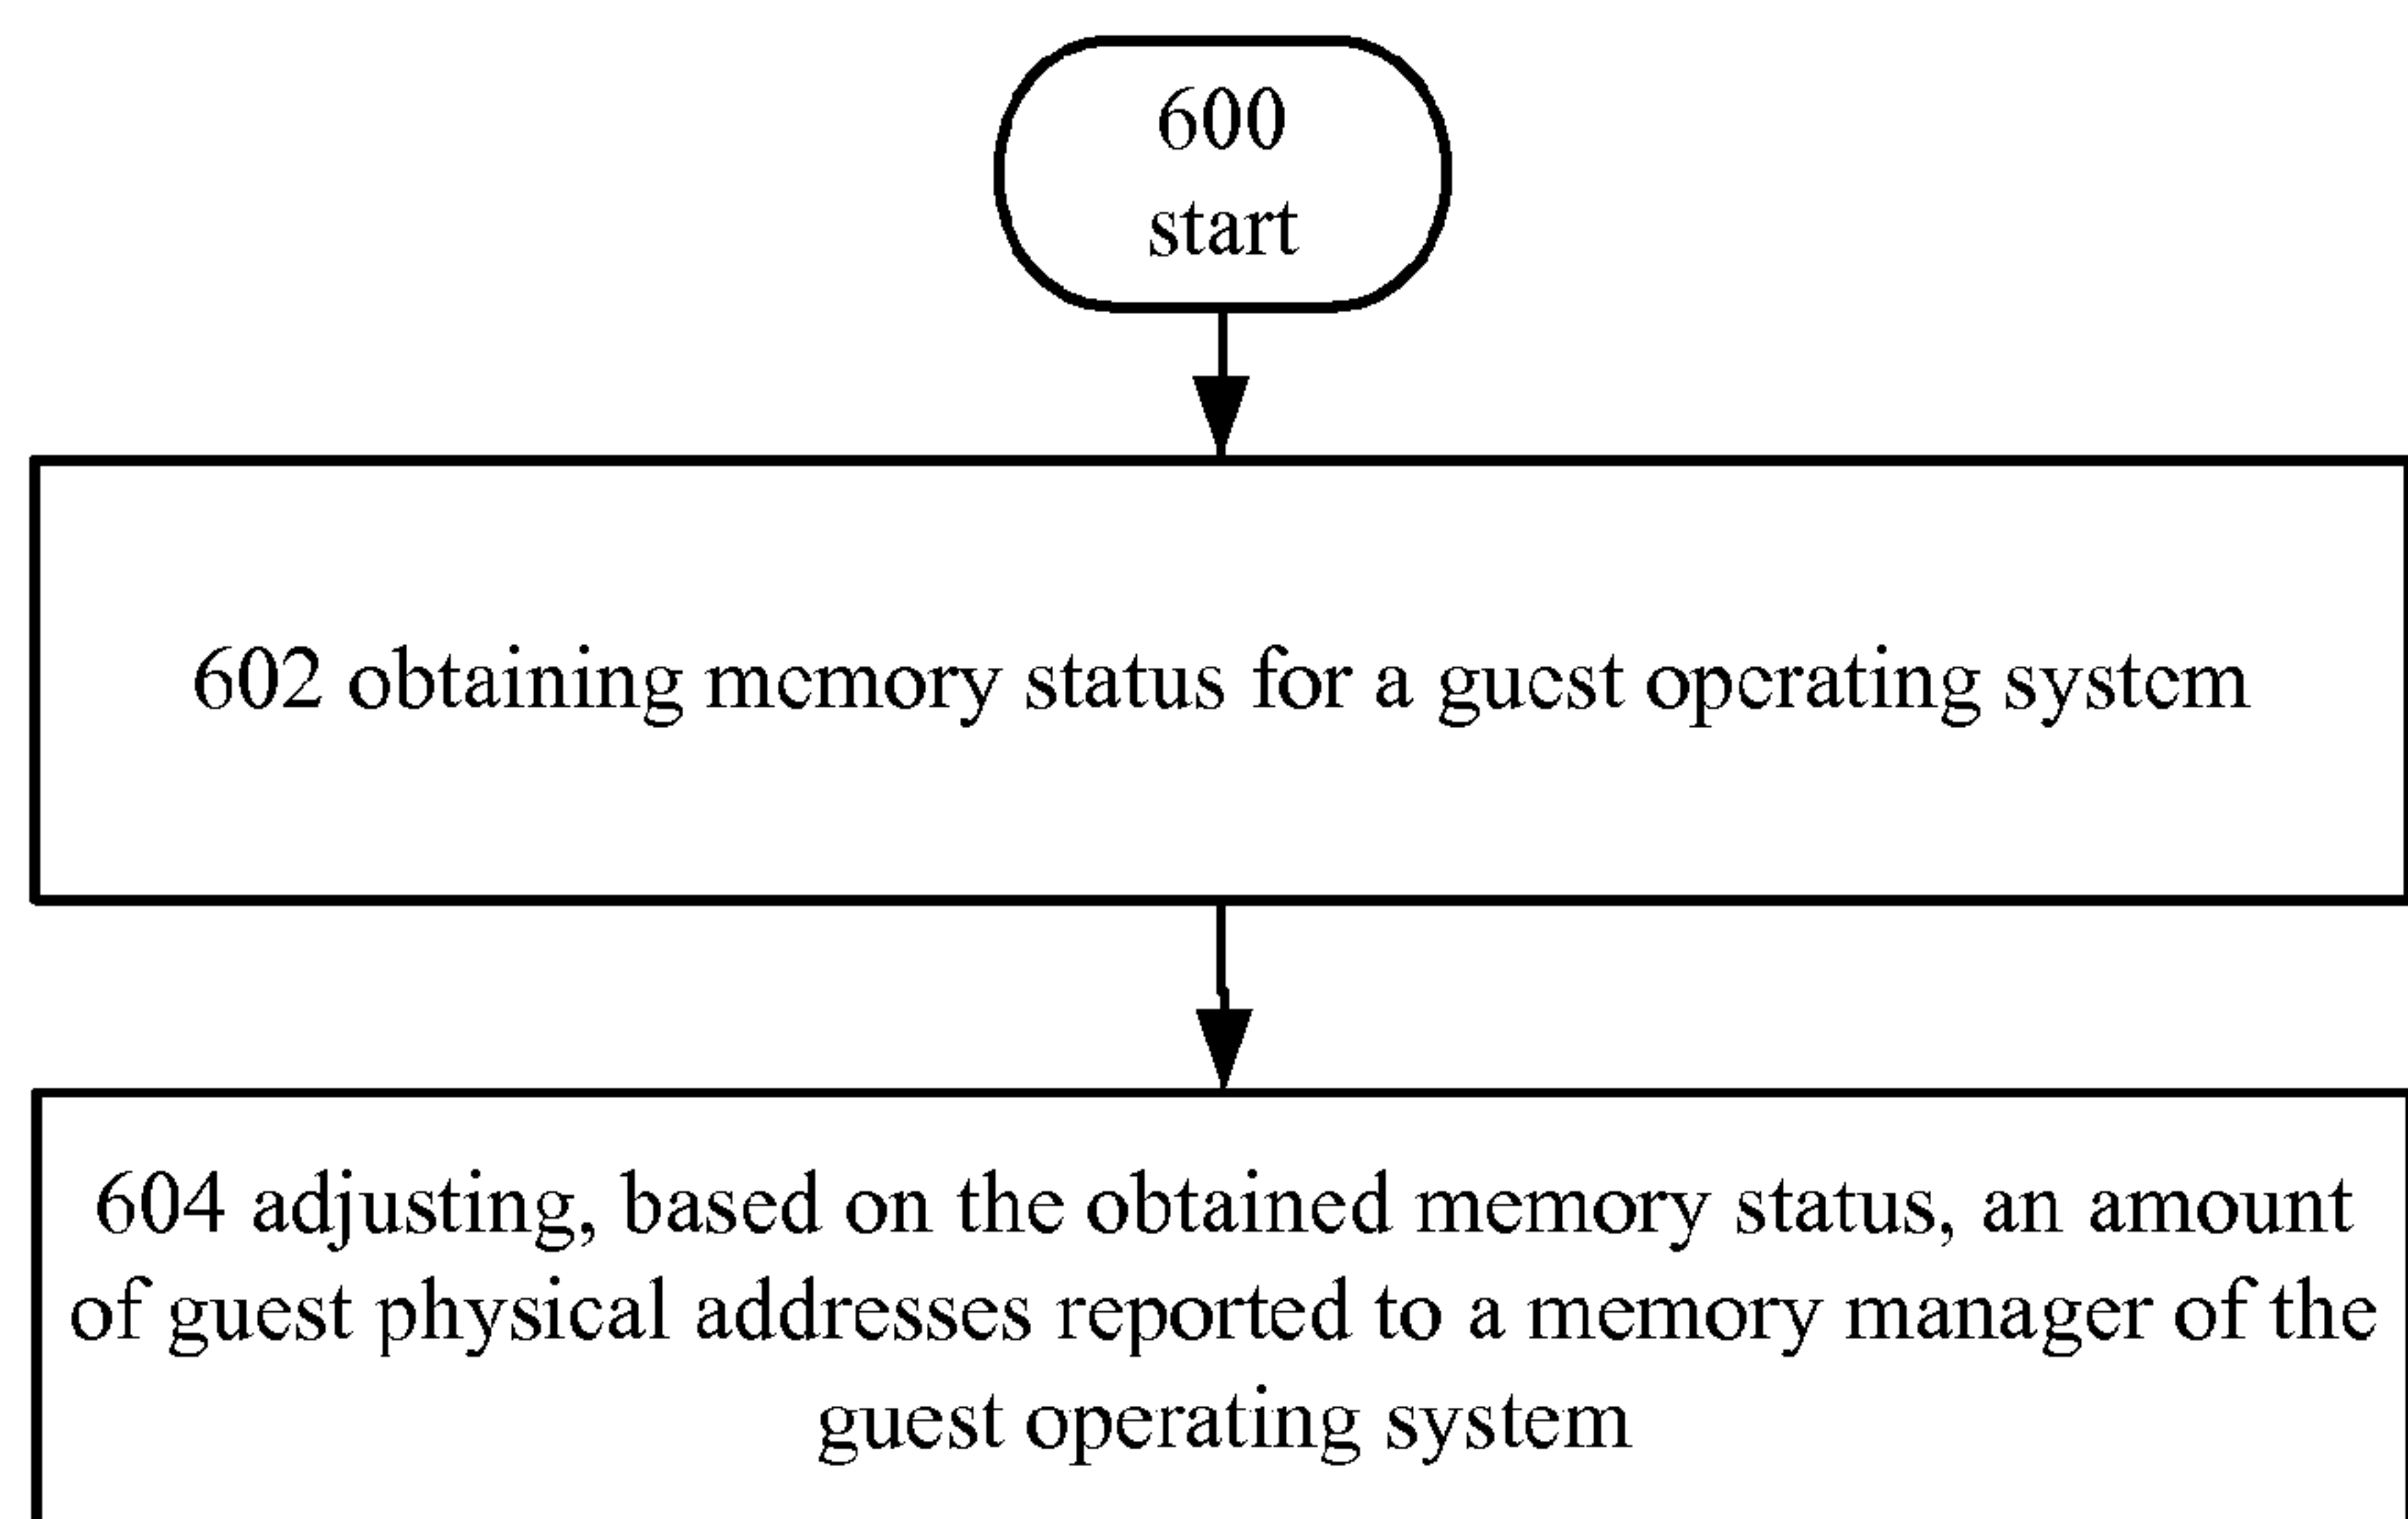 600
start
602 obtaining memory status for a guest operating system
604 adjusting, based on the obtained memory status, an amount
of guest physical addresses reported to a memory manager of the
guest operating system